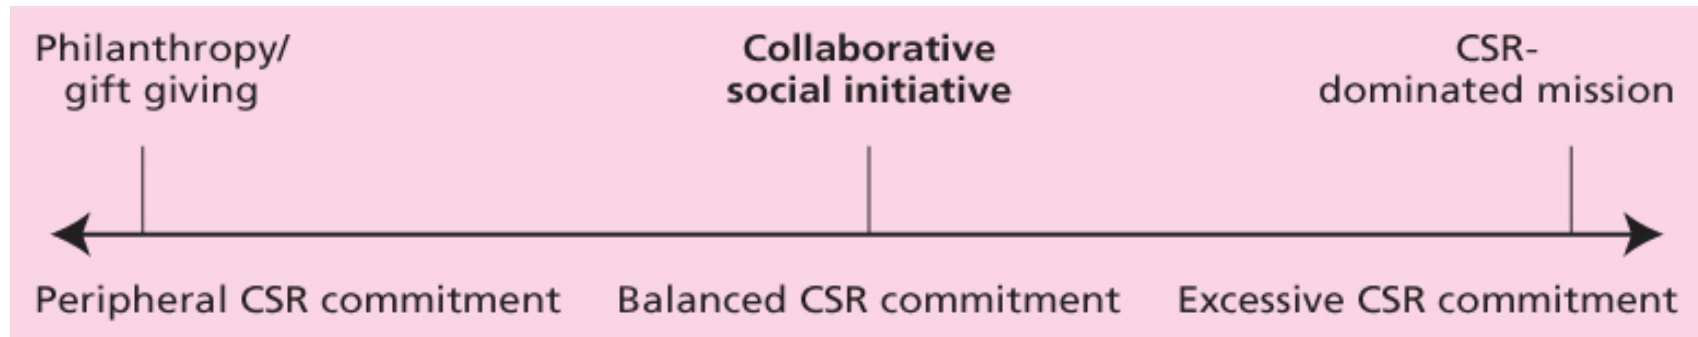 Philanthropy/
gift giving
Collaborative
social initiative
CSR-
dominated mission
Peripheral CSR commitment
Balanced CSR commitment
Excessive CSR commitment